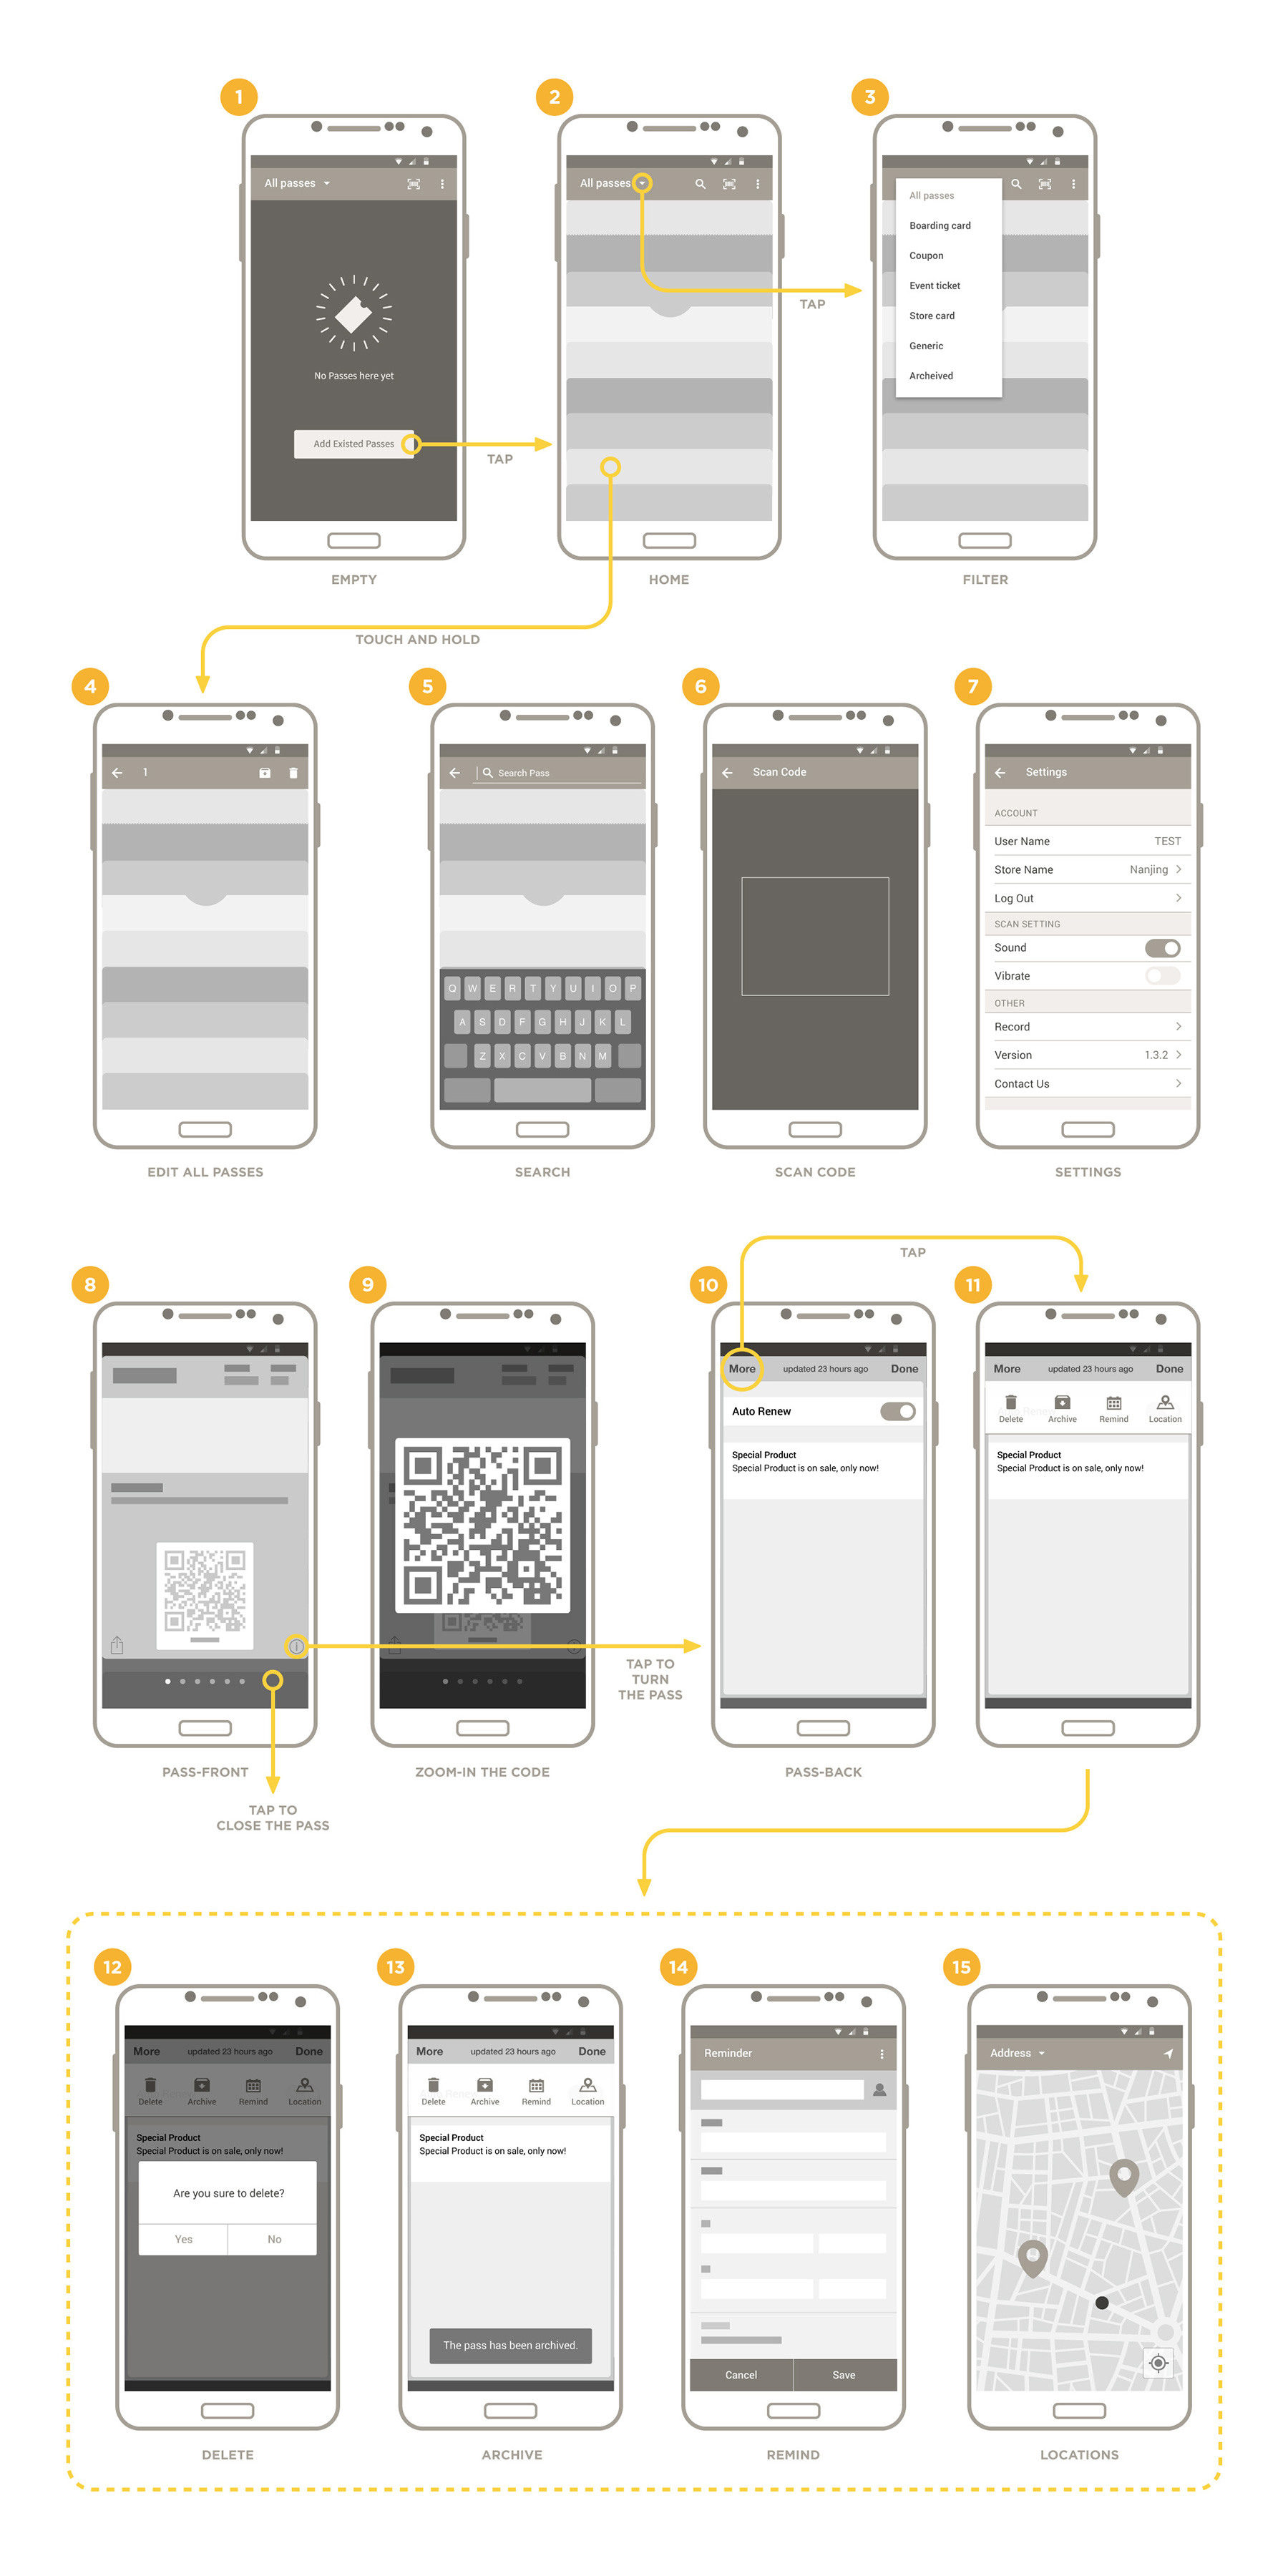 1
2
3
All passes
No Passes here yet
Add Existed Passes
TAP
EMPTY
All passes
TAP
HOME
All passes
Boarding card
Coupon
Event ticket
Store card
Generic
Archeived
FILTER
TOUCH AND HOLD
4
5
6
7
1
EDIT ALL PASSES
Search Pass
Q W E R T Y U I O P
A S D F G H J K L
Z X C V B N M
SEARCH
Scan Code
SCAN CODE
Settings
ACCOUNT
User Name TEST
Store Name Nanjing
Log Out
SCAN SETTING
Sound
Vibrate
OTHER
Record
Version 1.3.2
Contact Us
SETTINGS
TAP
8
9
10
11
PASS-FRONT
TAP TO
CLOSE THE PASS
ZOOM-IN THE CODE
TAP TO
TURN
THE PASS
More updated 23 hours ago Done
Auto Renew
Special Product
Special Product is on sale, only now!
PASS-BACK
More updated 23 hours ago Done
Auto Renew
Delete Archive Remind Location
Special Product
Special Product is on sale, only now!
12
13
14
15
More updated 23 hours ago Done
Delete Archive Remind Location
Special Product
Special Product is on sale, only now!
Are you sure to delete?
Yes No
DELETE
More updated 23 hours ago Done
Auto Renew
Delete Archive Remind Location
Special Product
Special Product is on sale, only now!
The pass has been archived.
ARCHIVE
Reminder
Cancel Save
REMIND
Address
LOCATIONS